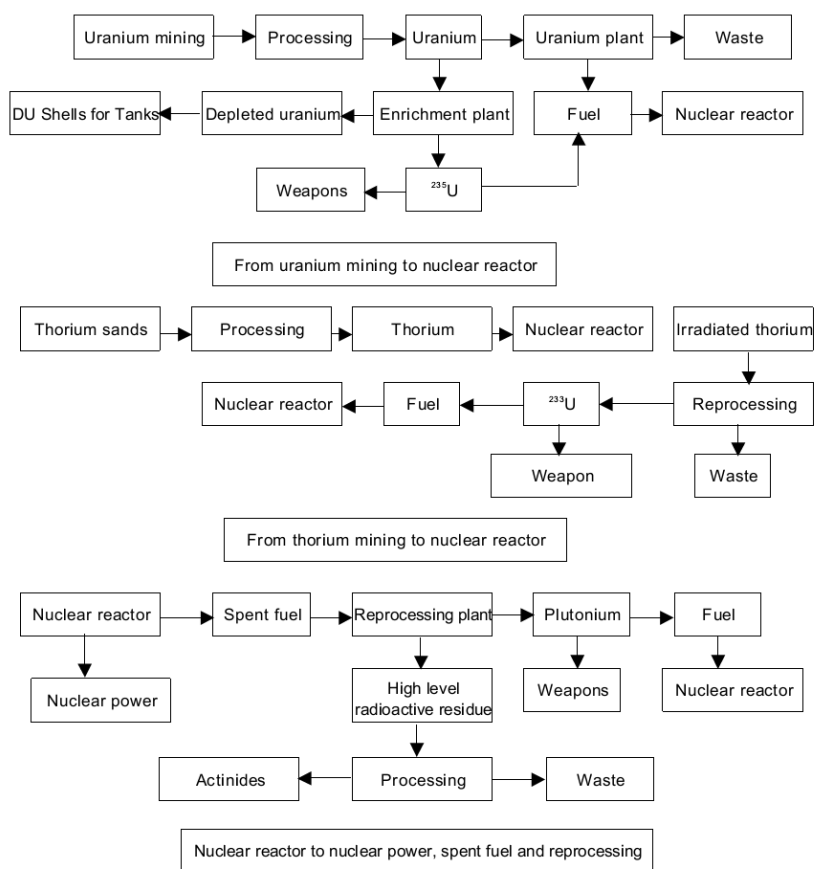 Uranium mining
Processing
Uranium
Uranium plant
Waste
DU Shells for Tanks
Depleted uranium
Enrichment plant
Fuel
Nuclear reactor
Weapons
²³⁵U
From uranium mining to nuclear reactor
Thorium sands
Processing
Thorium
Nuclear reactor
Irradiated thorium
Nuclear reactor
Fuel
²³³U
Reprocessing
Weapon
Waste
From thorium mining to nuclear reactor
Nuclear reactor
Spent fuel
Reprocessing plant
Plutonium
Fuel
Nuclear power
High level
radioactive residue
Weapons
Nuclear reactor
Actinides
Processing
Waste
Nuclear reactor to nuclear power, spent fuel and reprocessing